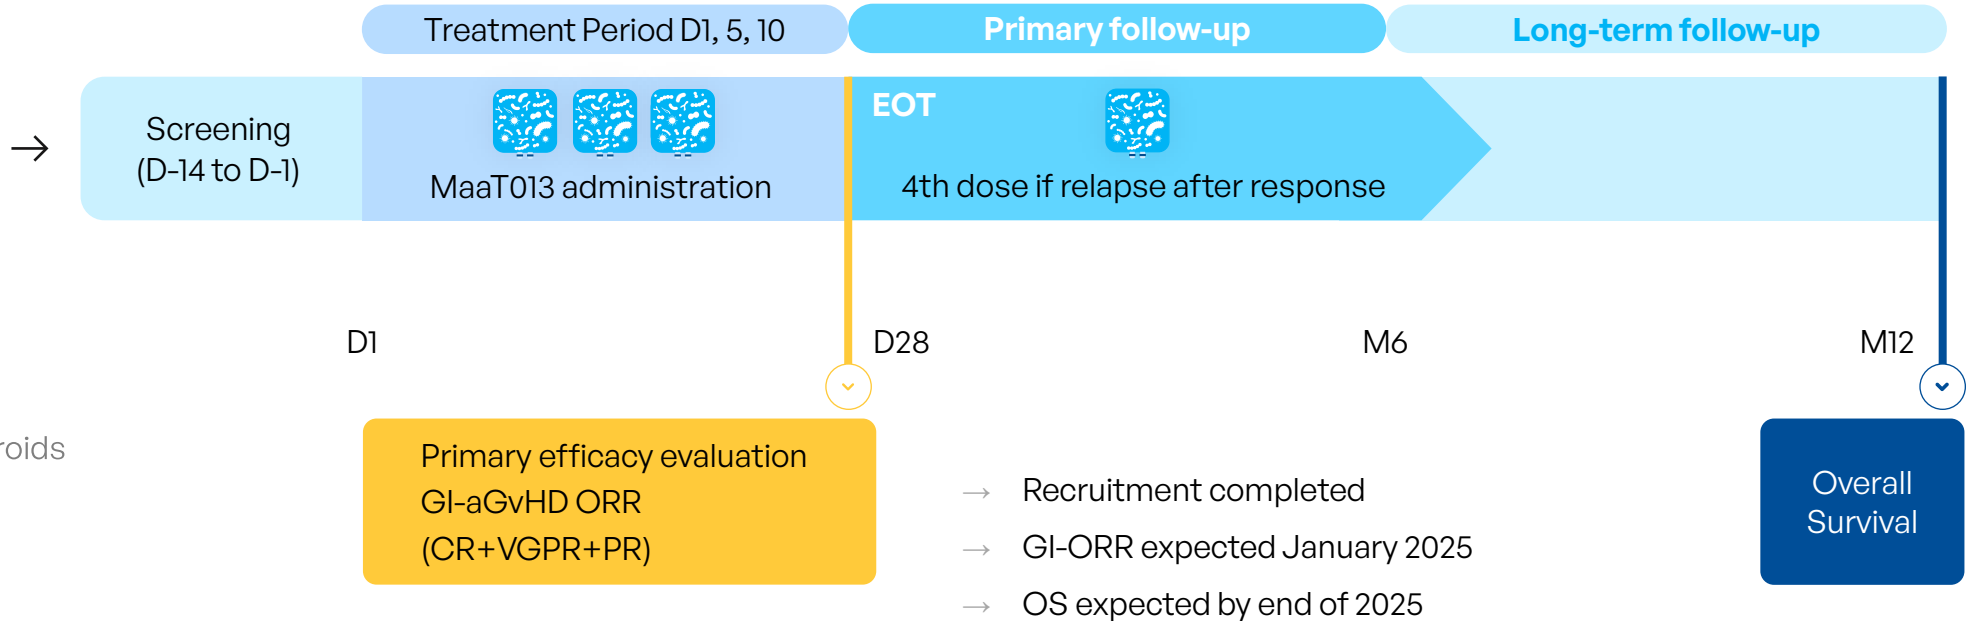 Treatment Period D1, 5, 10
Primary follow-up
Long-term follow-up
Screening
(D-14 to D-1)
MaaT013 administration
EOT
4th dose if relapse after response
D1
D28
M6
M12
roids
Primary efficacy evaluation
GI-aGvHD ORR
(CR+VGPR+PR)
→ Recruitment completed
→ GI-ORR expected January 2025
→ OS expected by end of 2025
Overall
Survival